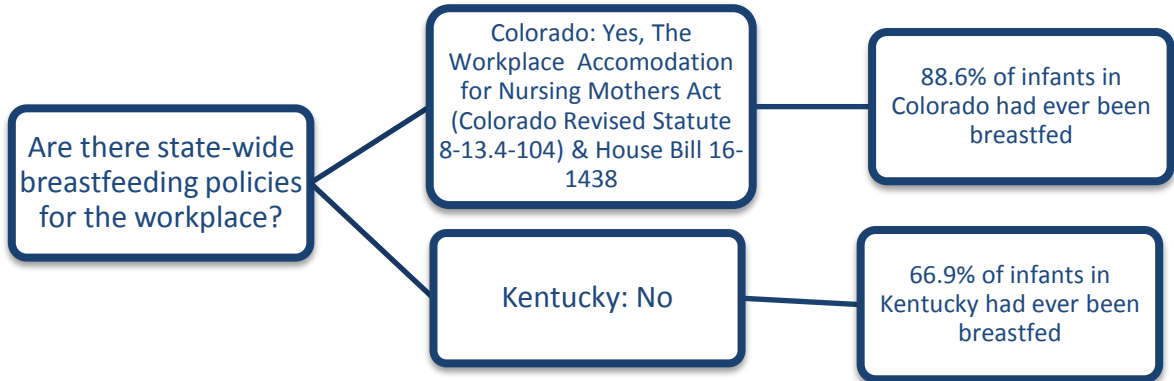 Are there state-wide
breastfeeding policies
for the workplace?
Colorado: Yes, The
Workplace Accomodation
for Nursing Mothers Act
(Colorado Revised Statute
8-13.4-104) & House Bill 16-
1438
88.6% of infants in
Colorado had ever been
breastfed
Kentucky: No
66.9% of infants in
Kentucky had ever been
breastfed